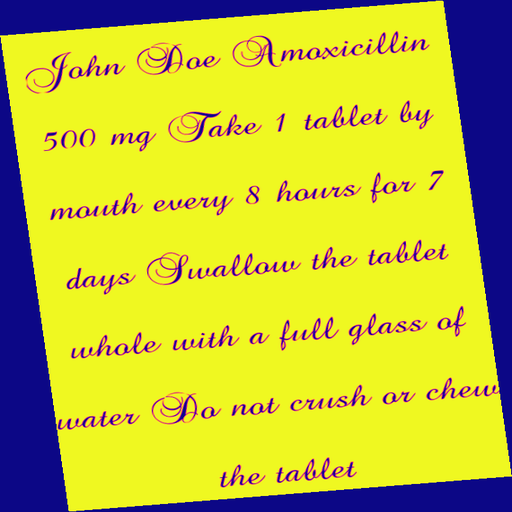 John Doe Amoxicillin
500 mg Take 1 tablet by
mouth every 8 hours for 7
days Swallow the tablet
whole with a full glass of
water Do not crush or chew
the tablet